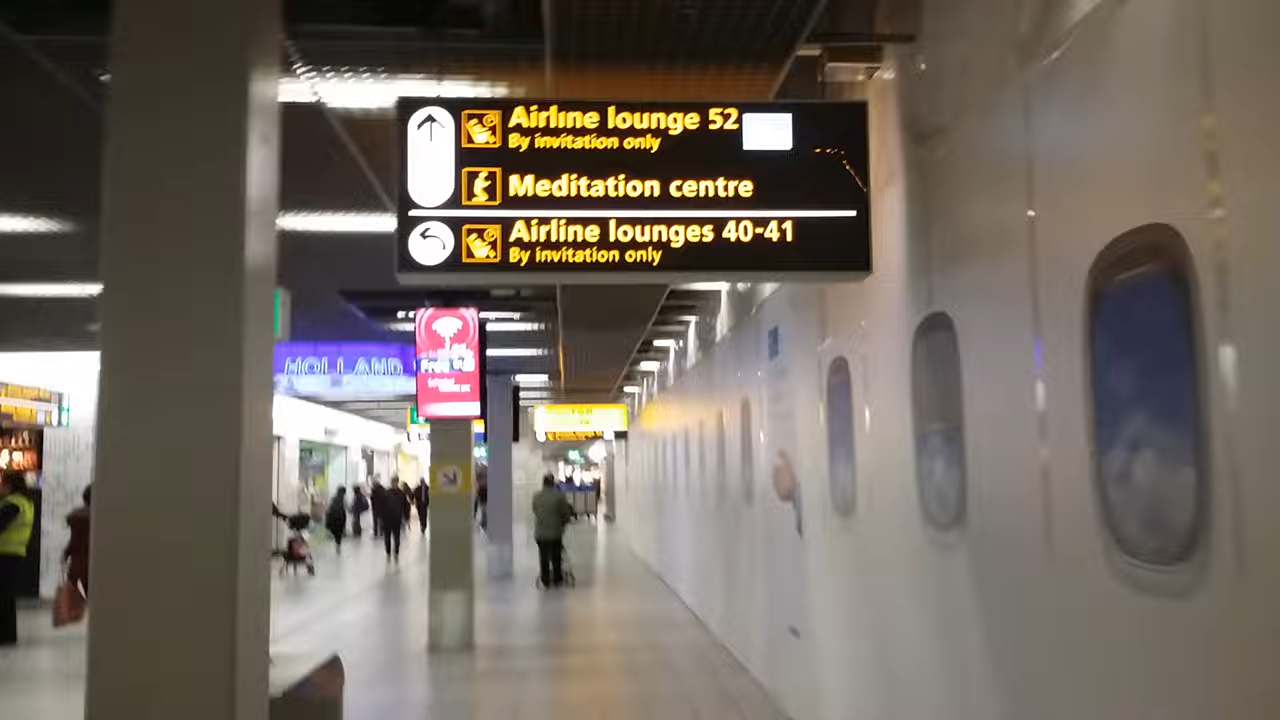 Airline lounge 52
By invitation only
Meditation centre
Airline lounges 40-41
By invitation only
HOLLAND
Free